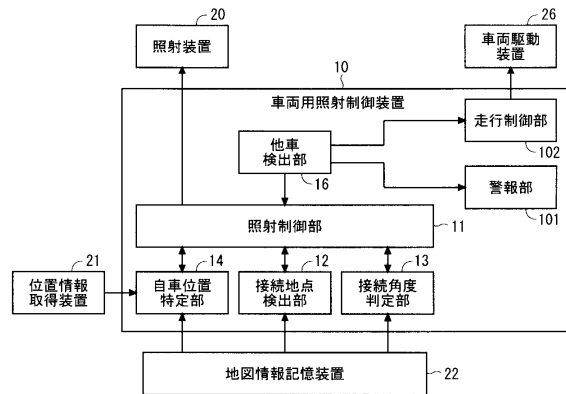 20
照射装置
26
車両駆動
装置
10
車両用照射制御装置
他車
検出部
16
走行制御部
102
警報部
101
照射制御部
11
21
位置情報
取得装置
14
自車位置
特定部
12
接続地点
検出部
13
接続角度
判定部
地図情報記憶装置
22